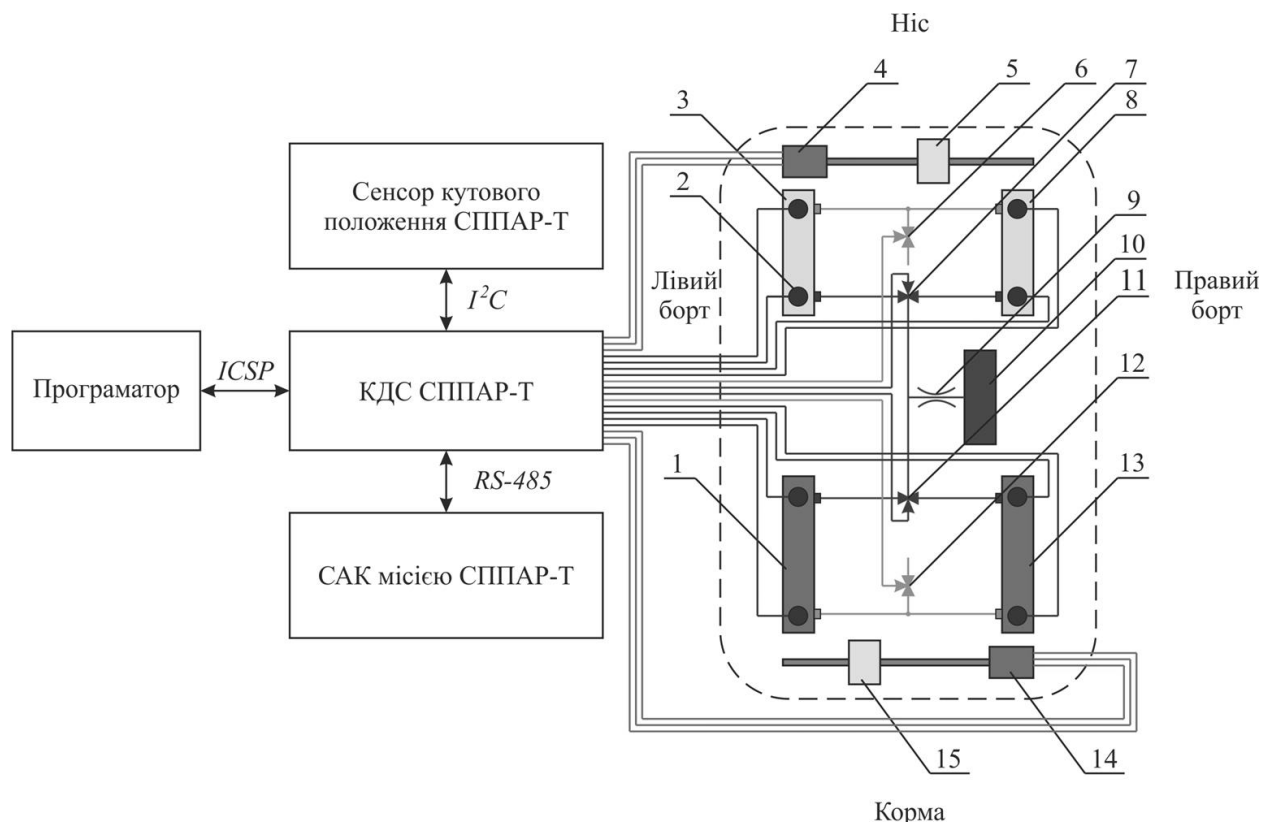 Ніс
4
5
6
7
3
8
2
9
10
11
Сенсор кутового
положення СППАР-Т
Лівий
борт
Правий
борт
I²C
Програматор
ICSP
КДС СППАР-Т
12
RS-485
1
13
САК місією СППАР-Т
15
14
Корма